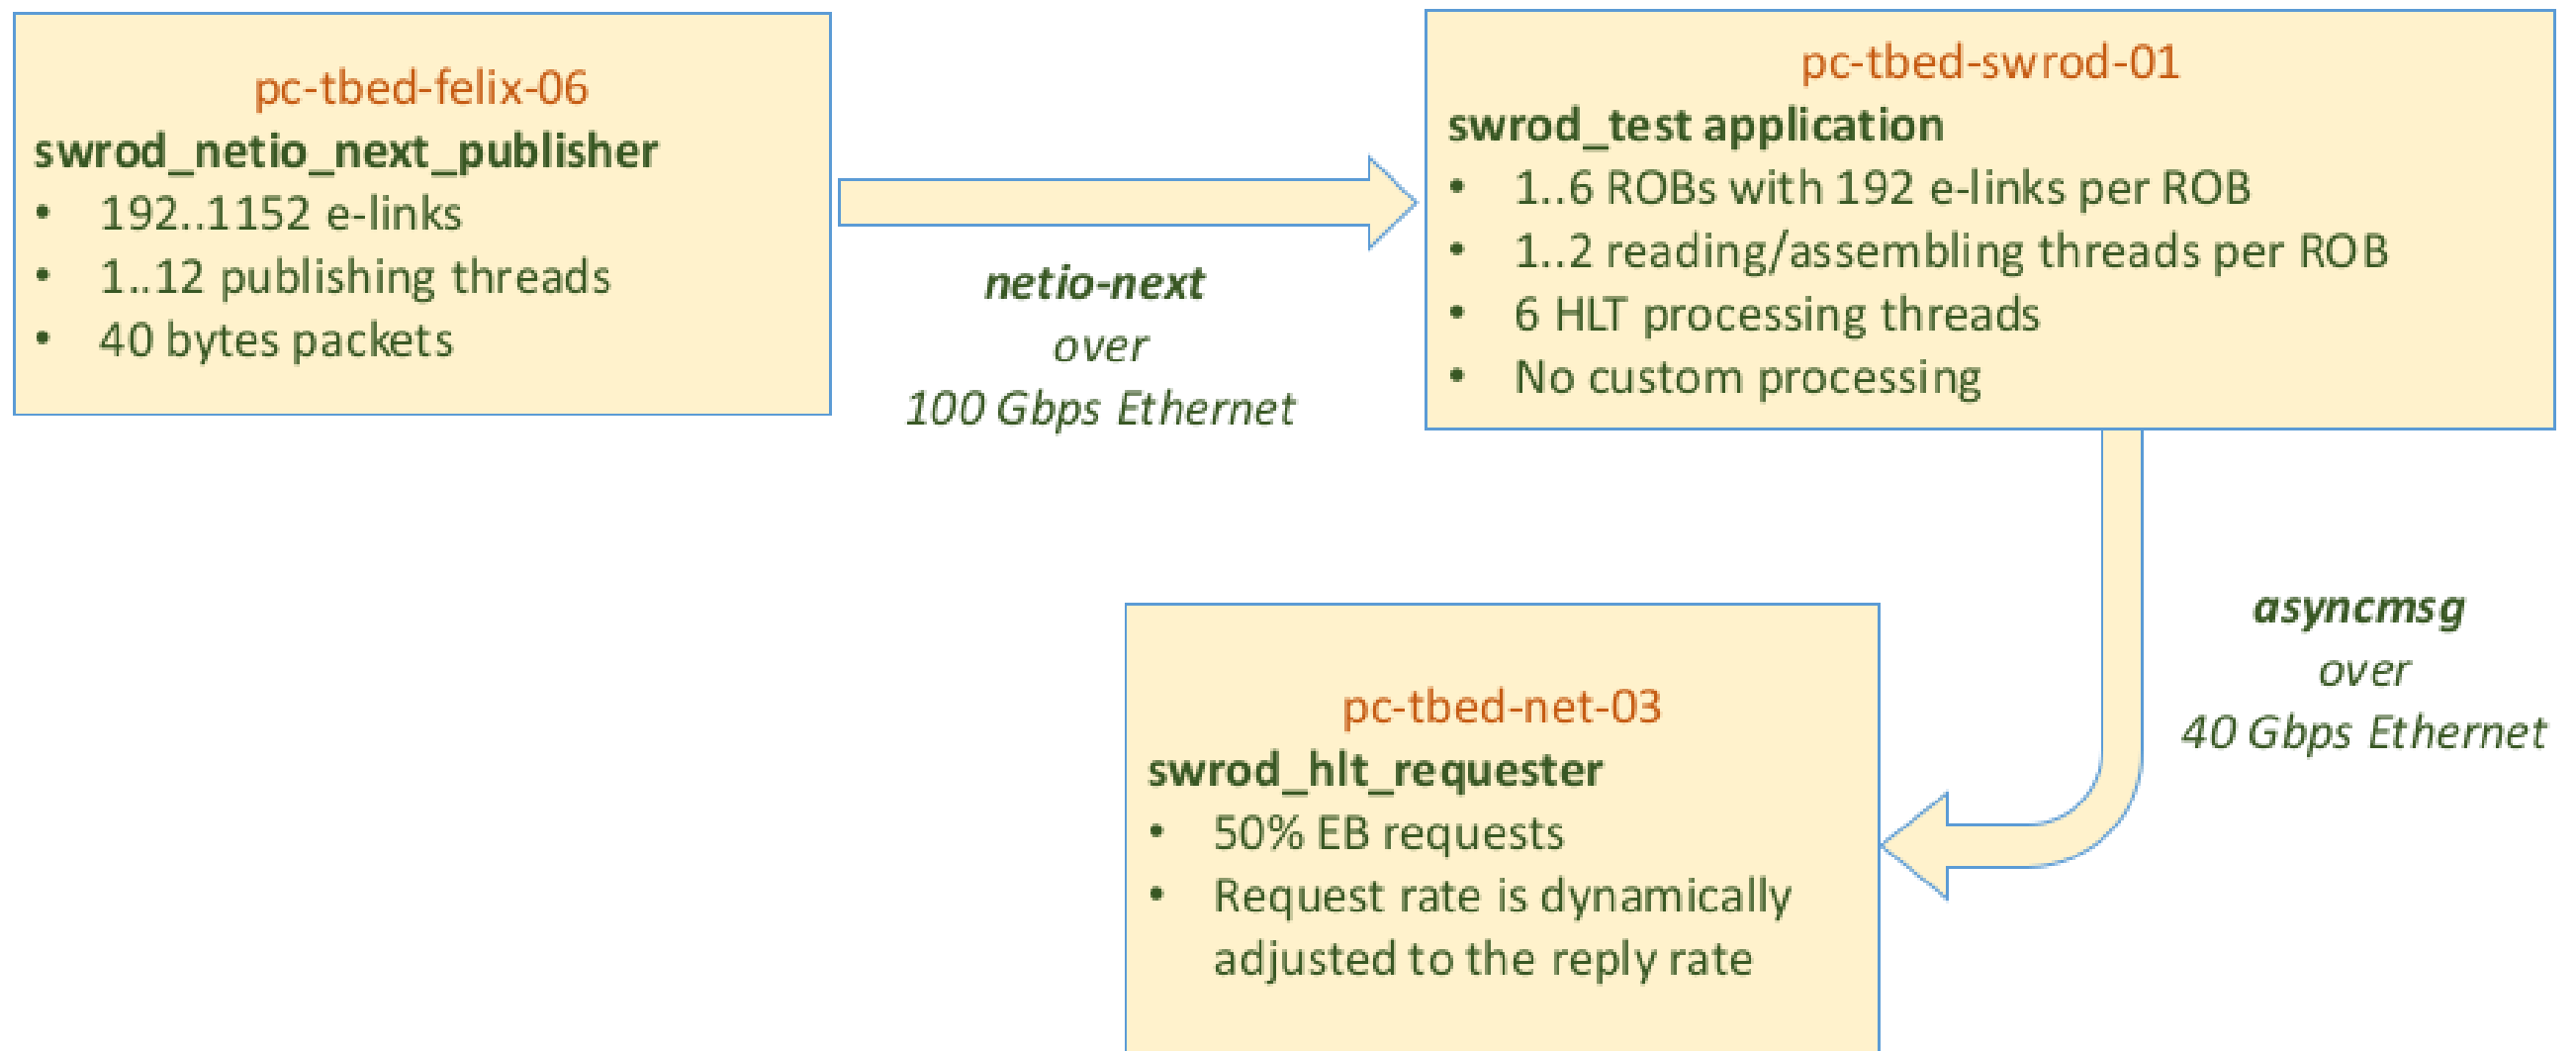 pc-tbed-felix-06
swrod_netio_next_publisher
• 192..1152 e-links
• 1..12 publishing threads
• 40 bytes packets
netio-next
over
100 Gbps Ethernet
pc-tbed-swrod-01
swrod_test application
• 1..6 ROBs with 192 e-links per ROB
• 1..2 reading/assembling threads per ROB
• 6 HLT processing threads
• No custom processing
asyncmsg
over
40 Gbps Ethernet
pc-tbed-net-03
swrod_hlt_requester
• 50% EB requests
• Request rate is dynamically
adjusted to the reply rate